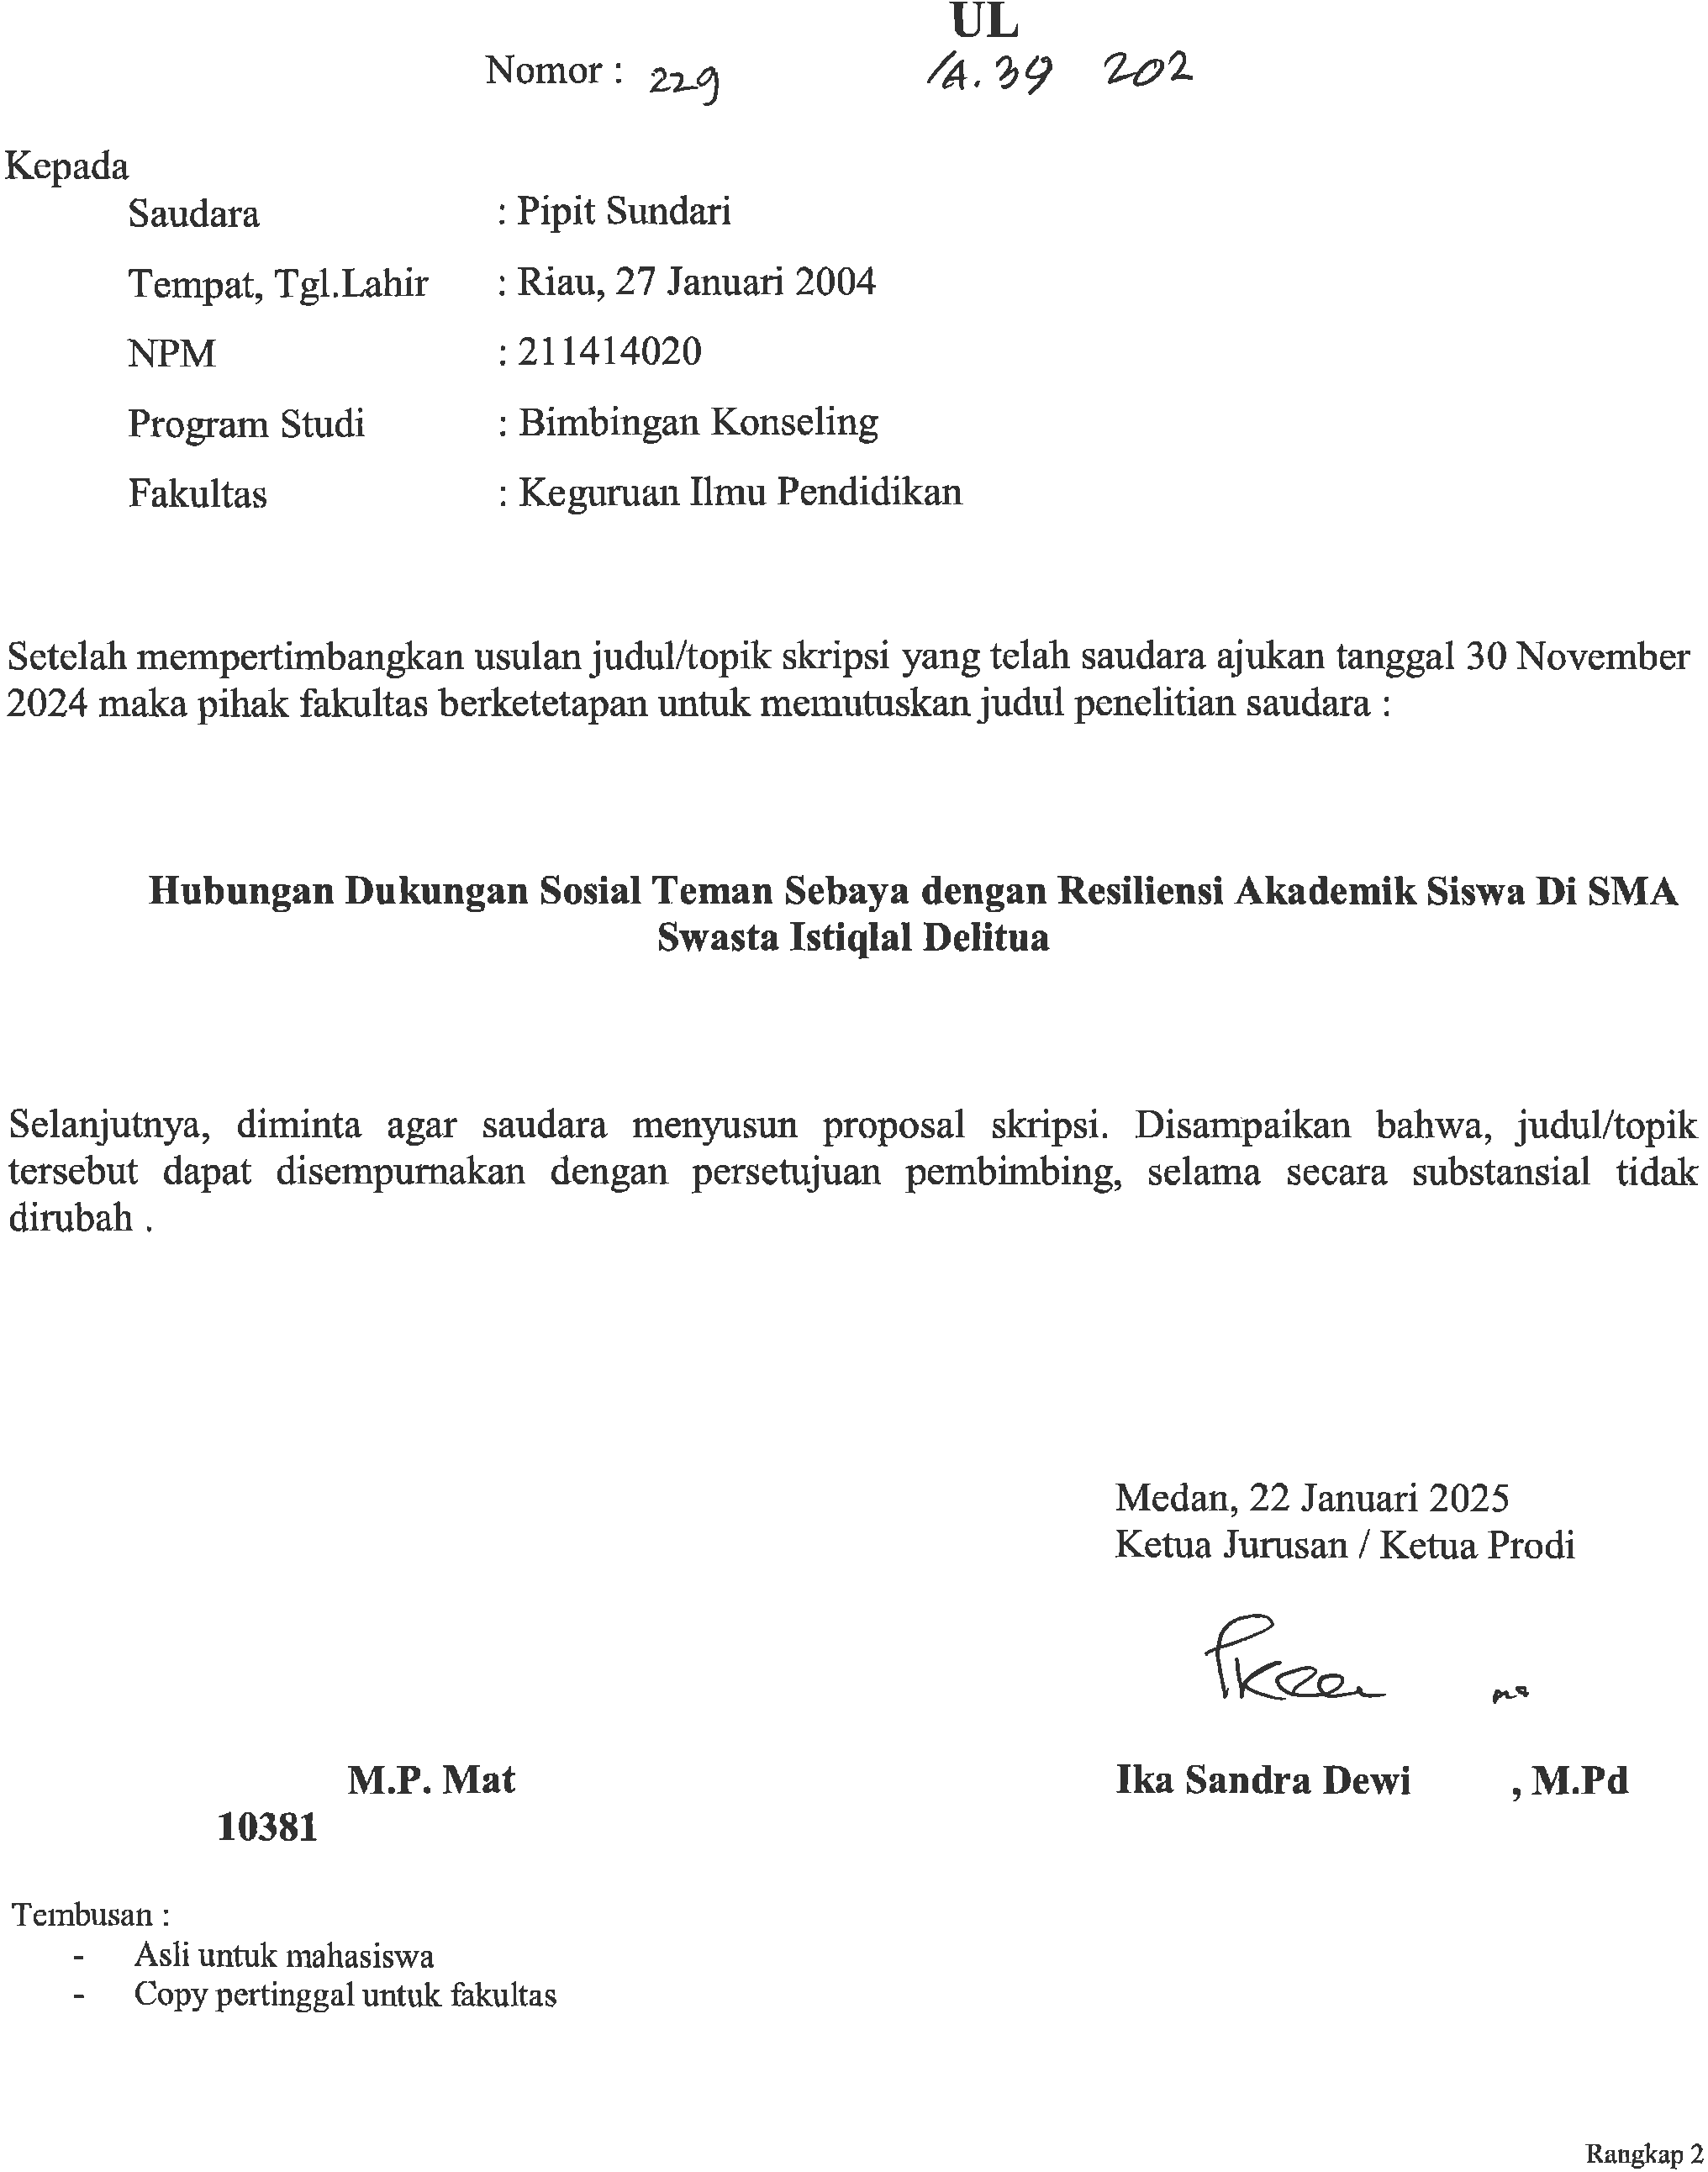 UL
Nomor : 229 /A.39 202
Kepada
Saudara : Pipit Sundari
Tempat, Tgl.Lahir : Riau, 27 Januari 2004
NPM : 211414020
Program Studi : Bimbingan Konseling
Fakultas : Keguruan Ilmu Pendidikan
Setelah mempertimbangkan usulan judul/topik skripsi yang telah saudara ajukan tanggal 30 November
2024 maka pihak fakultas berketetapan untuk memutuskan judul penelitian saudara :
Hubungan Dukungan Sosial Teman Sebaya dengan Resiliensi Akademik Siswa Di SMA
Swasta Istiqlal Delitua
Selanjutnya, diminta agar saudara menyusun proposal skripsi. Disampaikan bahwa, judul/topik
tersebut dapat disempurnakan dengan persetujuan pembimbing, selama secara substansial tidak
dirubah .
Medan, 22 Januari 2025
Ketua Jurusan / Ketua Prodi
M.P. Mat
Ika Sandra Dewi , M.Pd
10381
Tembusan :
- Asli untuk mahasiswa
- Copy pertinggal untuk fakultas
Rangkap 2